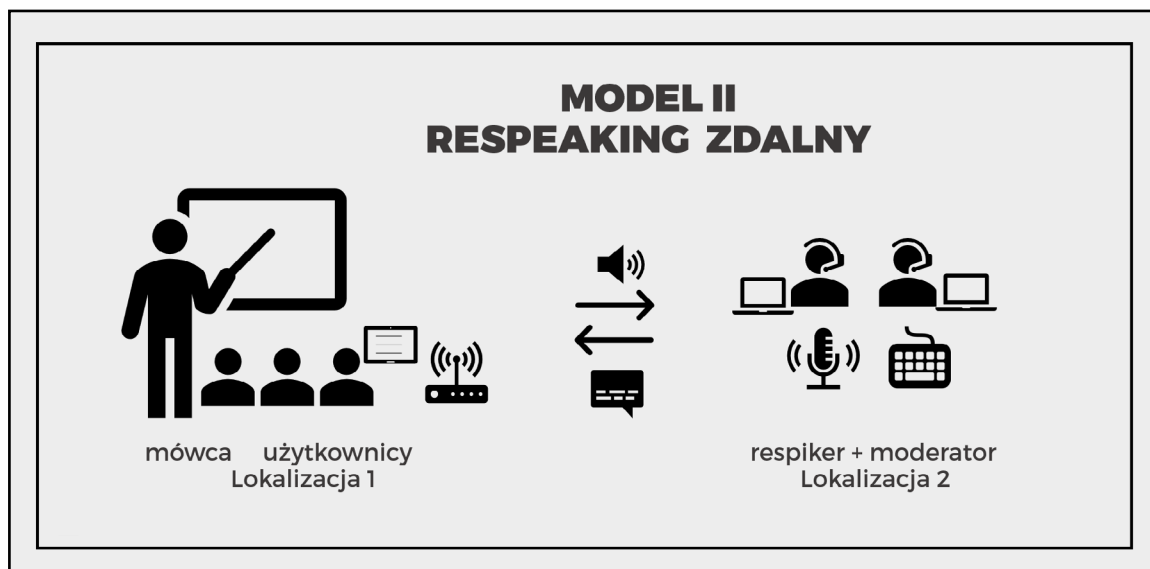 MODEL II
RESPEAKING ZDALNY
mówca użytkownicy
Lokalizacja 1
respiker + moderator
Lokalizacja 2